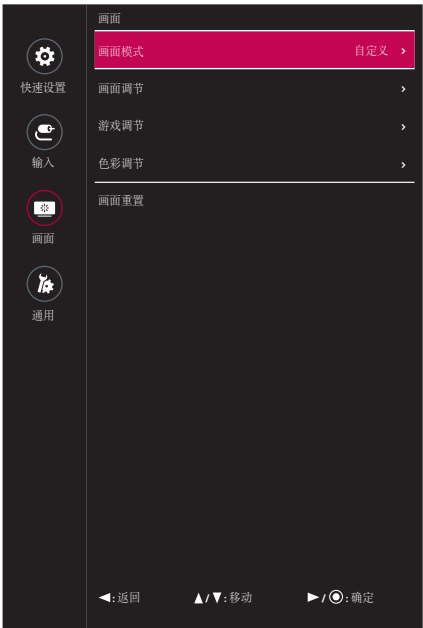 画面
画面模式 自定义
画面调节
游戏调节
色彩调节
画面重置
快速设置
输入
画面
通用
◀:返回 ▲/▼:移动 ▶/◉:确定